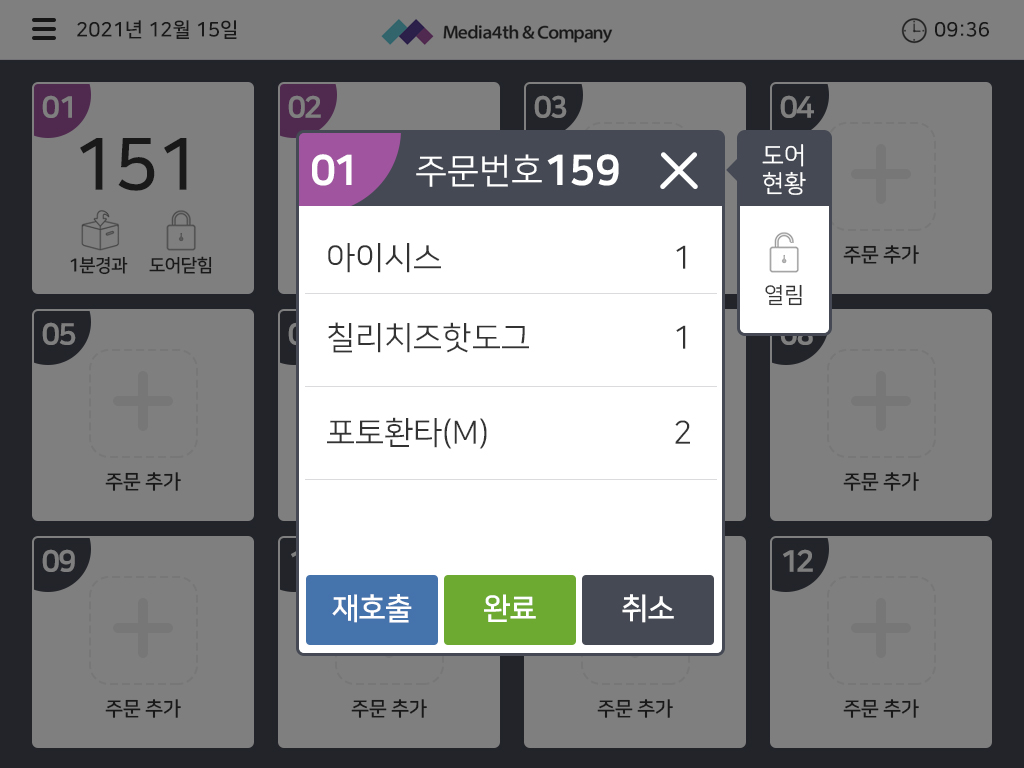 2021년 12월 15일
Media4th & Company
09:36
01
02
03
04
151
1분경과
도어닫힘
주문 추가
01
주문번호 159
도어
현황
열림
아이시스 1
칠리치즈핫도그 1
포토환타(M) 2
재호출
완료
취소
05
주문 추가
08
주문 추가
09
주문 추가
주문 추가
주문 추가
12
주문 추가